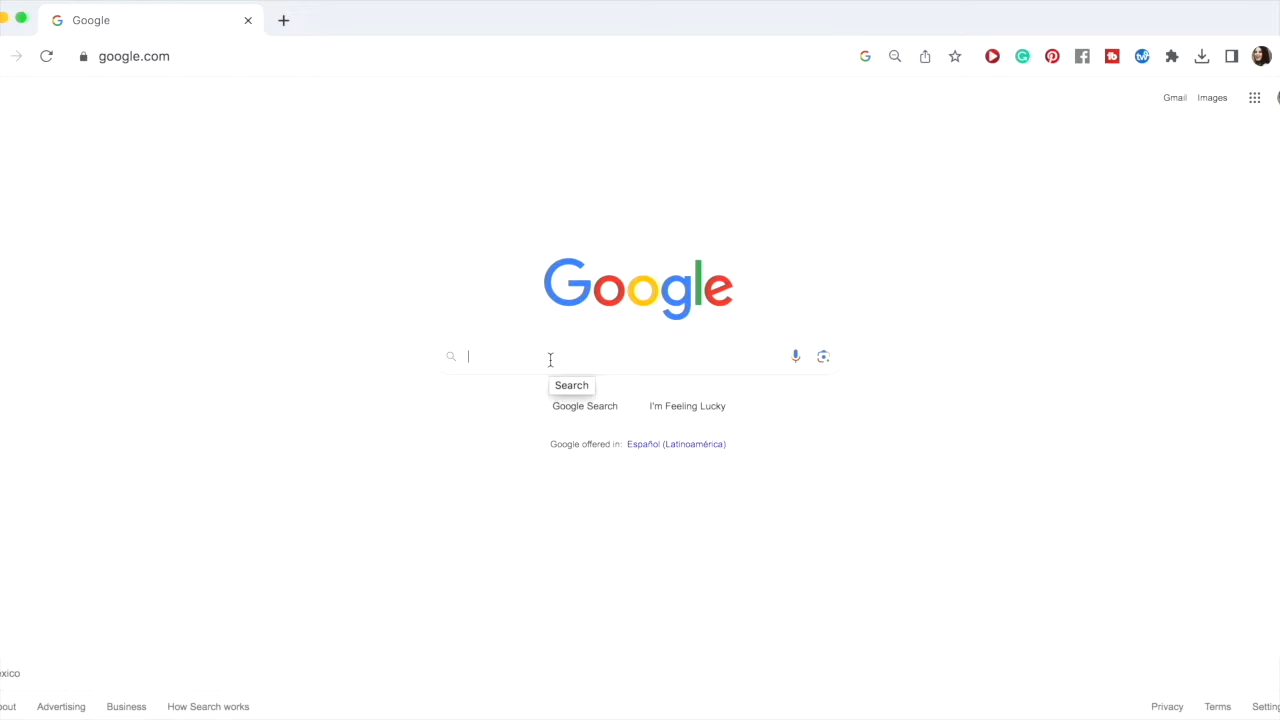 Google
google.com
Gmail Images
Google
Search
Google Search I'm Feeling Lucky
Google offered in: Español (Latinoamérica)
éxico
out Advertising Business How Search works
Privacy Terms Settin